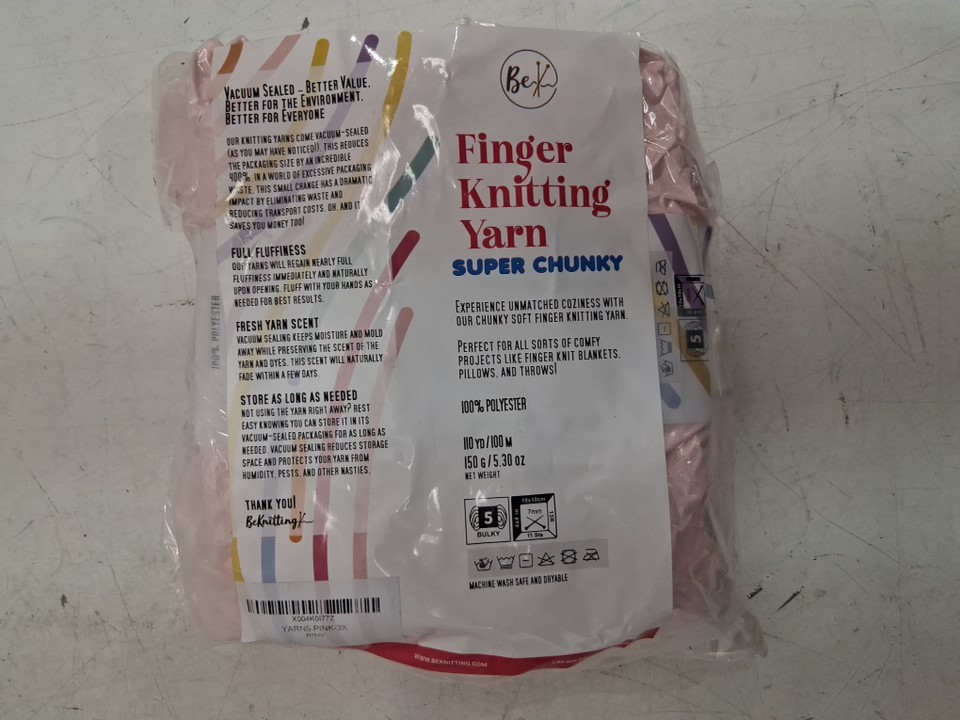 VACUUM SEALED - BETTER VALUE.
BETTER FOR THE ENVIRONMENT.
BETTER FOR EVERYONE
OUR KNITTING YARNS COME VACUUM-SEALED
(AS YOU MAY HAVE NOTICED!). THIS REDUCES
THE PACKAGING SIZE BY AN INCREDIBLE
400%. IN A WORLD OF EXCESSIVE PACKAGING
WASTE, THIS SMALL CHANGE HAS A DRAMATIC
IMPACT BY ELIMINATING WASTE AND
REDUCING TRANSPORT COSTS. OH, AND IT
SAVES YOU MONEY TOO!
FULL FLUFFINESS
OUR YARNS WILL REGAIN NEARLY FULL
FLUFFINESS IMMEDIATELY AND NATURALLY
UPON OPENING. FLUFF WITH YOUR HANDS AS
NEEDED FOR BEST RESULTS.
FRESH YARN SCENT
VACUUM SEALING KEEPS MOISTURE AND MOLD
AWAY WHILE PRESERVING THE SCENT OF THE
YARN AND DYES. THIS SCENT WILL NATURALLY
FADE WITHIN A FEW DAYS.
STORE AS LONG AS NEEDED
NOT USING THE YARN RIGHT AWAY? REST
EASY KNOWING YOU CAN STORE IT IN ITS
VACUUM-SEALED PACKAGING FOR AS LONG AS
NEEDED. VACUUM SEALING REDUCES STORAGE
SPACE AND PROTECTS YOUR YARN FROM
HUMIDITY, PESTS, AND OTHER NASTIES.
THANK YOU!
BeKnitting
X004K0I77Z
YARNS.PINK-3X
100% POLYESTER
BeK
Finger
Knitting
Yarn
SUPER CHUNKY
EXPERIENCE UNMATCHED COZINESS WITH
OUR CHUNKY SOFT FINGER KNITTING YARN.
PERFECT FOR ALL SORTS OF COMFY
PROJECTS LIKE FINGER KNIT BLANKETS,
PILLOWS, AND THROWS!
100% POLYESTER
110 YD/100 M
150 G/5.30 OZ
NET WEIGHT
5
BULKY
10x10cm
4x4 in
7mm
13R
11 Sts
MACHINE WASH SAFE AND DRYABLE
WWW.BEKNITTING.COM
5